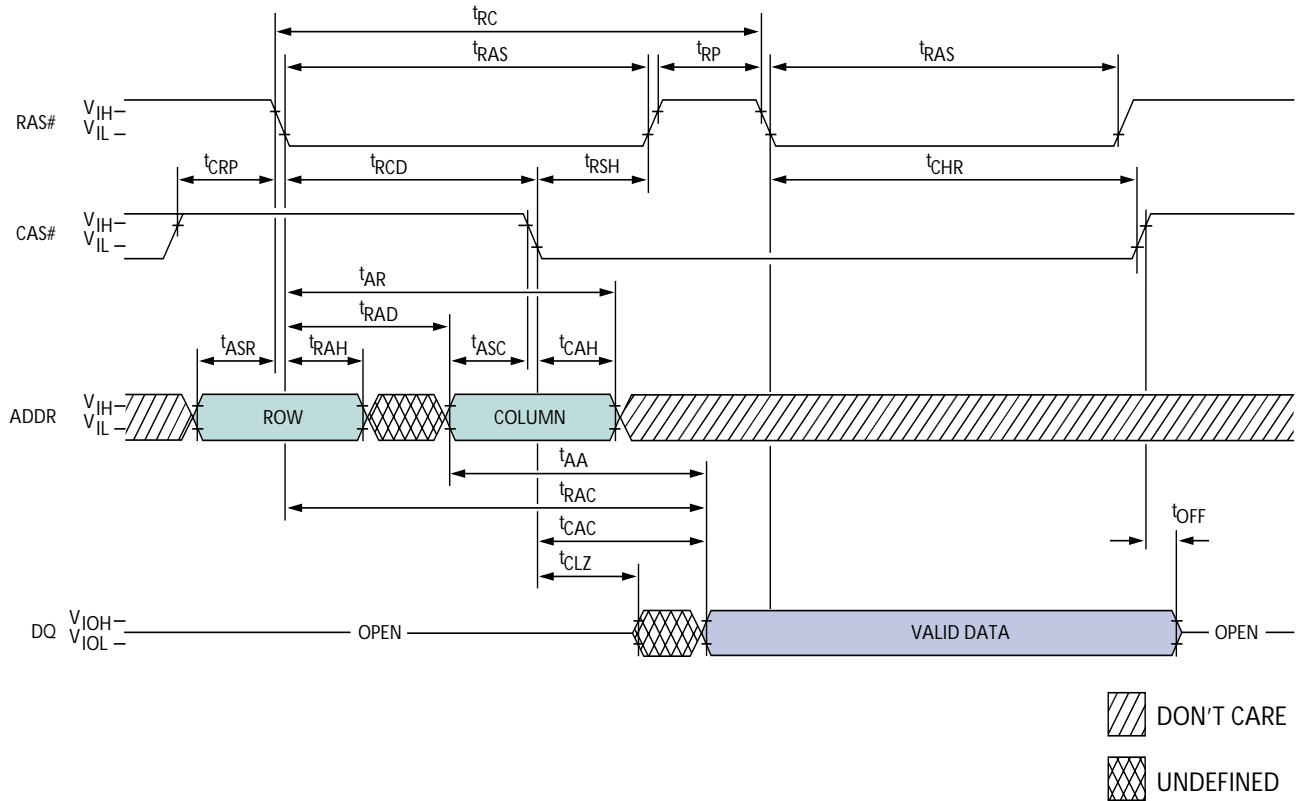 tRC
tRAS
tRP
tRAS
RAS#
VIH
VIL
tCRP
tRCD
tRSH
tCHR
CAS#
VIH
VIL
tAR
tRAD
tASR
tRAH
tASC
tCAH
ADDR
VIH
VIL
ROW
COLUMN
tAA
tRAC
tCAC
tOFF
tCLZ
DQ
VIOH
VIOL
OPEN
VALID DATA
OPEN
DON'T CARE
UNDEFINED